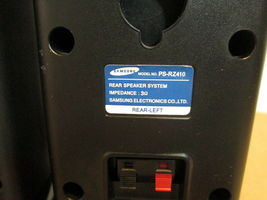 SAMSUNG MODEL NO. PS-RZ410
REAR SPEAKER SYSTEM
IMPEDANCE : 3Ω
SAMSUNG ELECTRONICS CO.,LTD.
REAR-LEFT